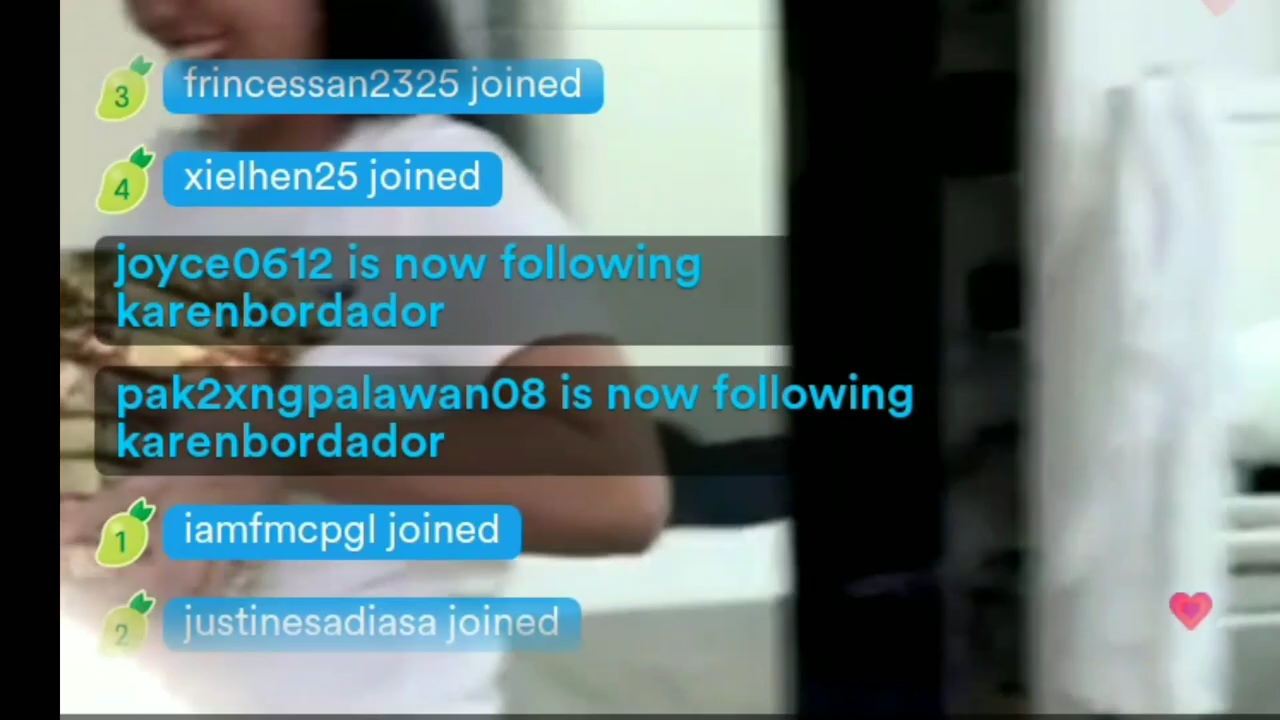 3 frincessan2325 joined
4 xielhen25 joined
joyce0612 is now following
karenbordador
pak2xngpalawan08 is now following
karenbordador
1 iamfmcpgl joined
2 justinesadiasa joined